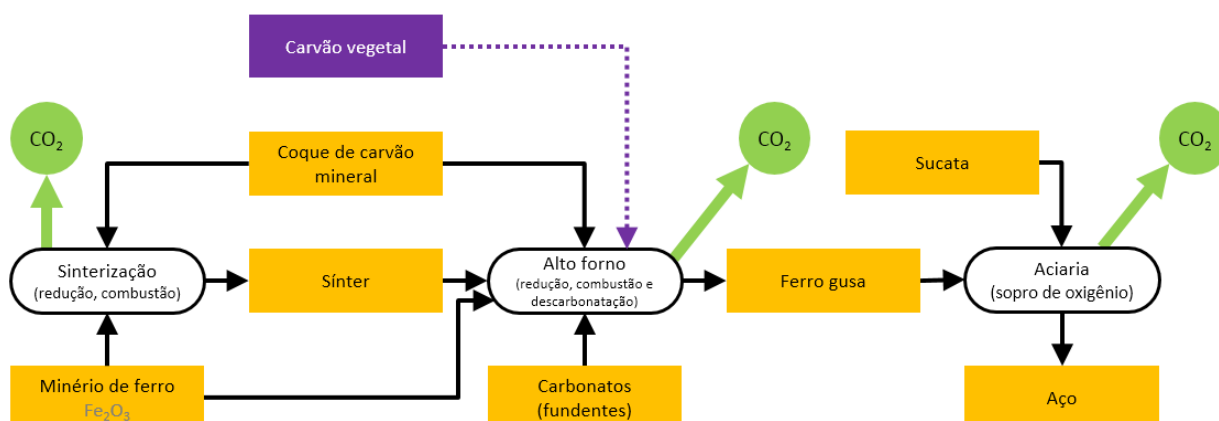 Carvão vegetal
CO₂
Coque de carvão
mineral
CO₂
Sucata
CO₂
Sinterização
(redução, combustão)
Sínter
Alto forno
(redução, combustão e
descarbonatação)
Ferro gusa
Aciaria
(sopro de oxigênio)
Minério de ferro
Fe₂O₃
Carbonatos
(fundentes)
Aço